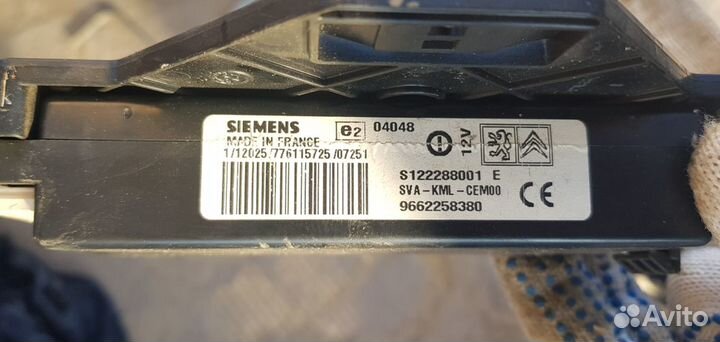 SIEMENS e2 04048
MADE IN FRANCE
1/12025/776115725/07251
12V
S122288001 E
SVA-KML-CEM00
9662258380
CE
Avito